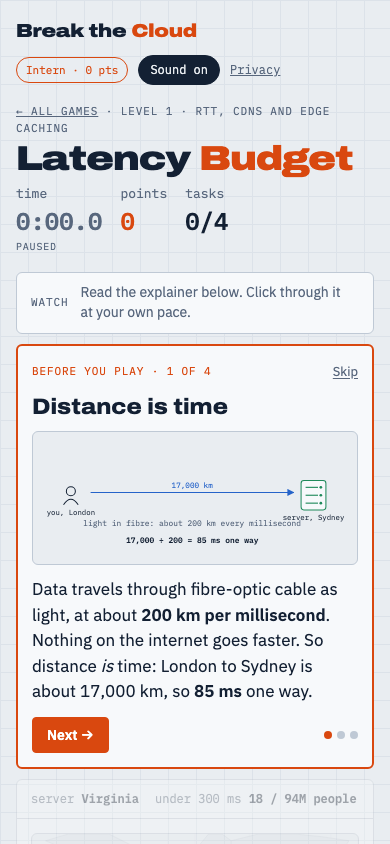 Break the Cloud
Intern · 0 pts
Sound on
Privacy
← ALL GAMES · LEVEL 1 · RTT, CDNS AND EDGE
CACHING
Latency Budget
time points tasks
0:00.0 0 0/4
PAUSED
WATCH
Read the explainer below. Click through it
at your own pace.
BEFORE YOU PLAY · 1 OF 4
Skip
Distance is time
17,000 km
you, London
server, Sydney
light in fibre: about 200 km every millisecond
17,000 ÷ 200 = 85 ms one way
Data travels through fibre-optic cable as
light, at about 200 km per millisecond.
Nothing on the internet goes faster. So
distance is time: London to Sydney is
about 17,000 km, so 85 ms one way.
Next →
server Virginia under 300 ms 18 / 94M people